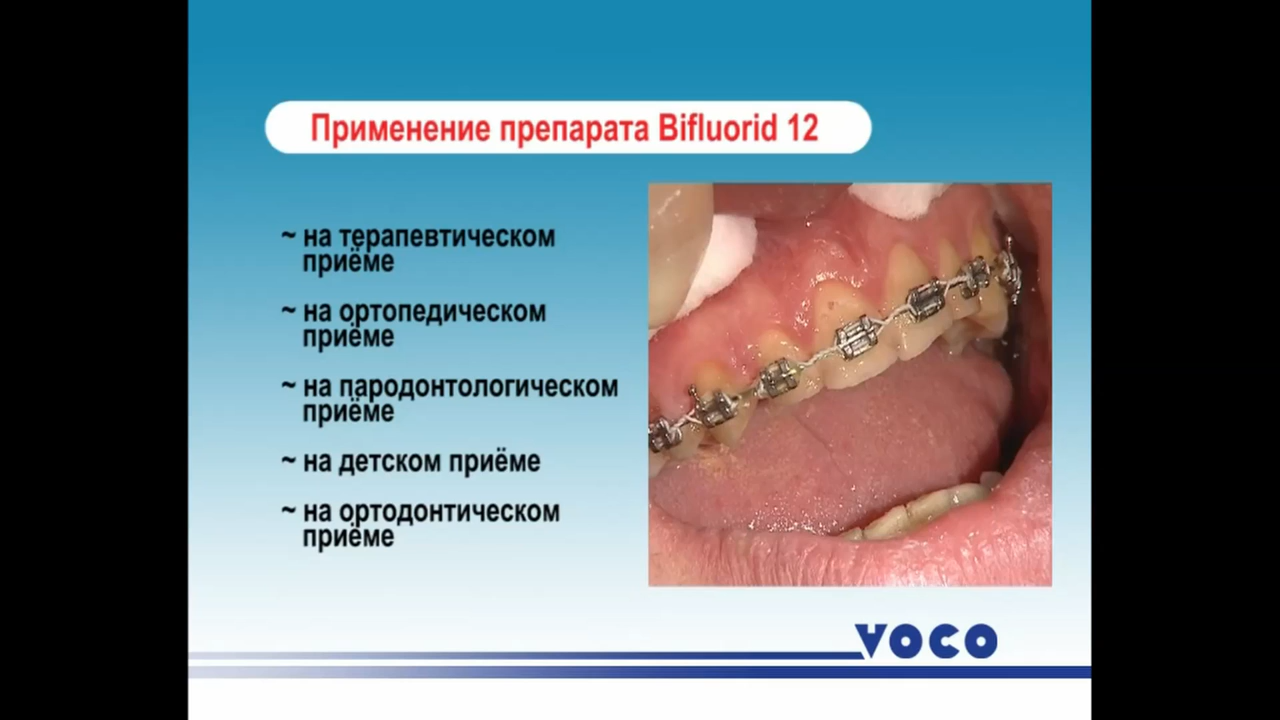 Применение препарата Bifluorid 12
~ на терапевтическом
приёме
~ на ортопедическом
приёме
~ на пародонтологическом
приёме
~ на детском приёме
~ на ортодонтическом
приёме
VOCO